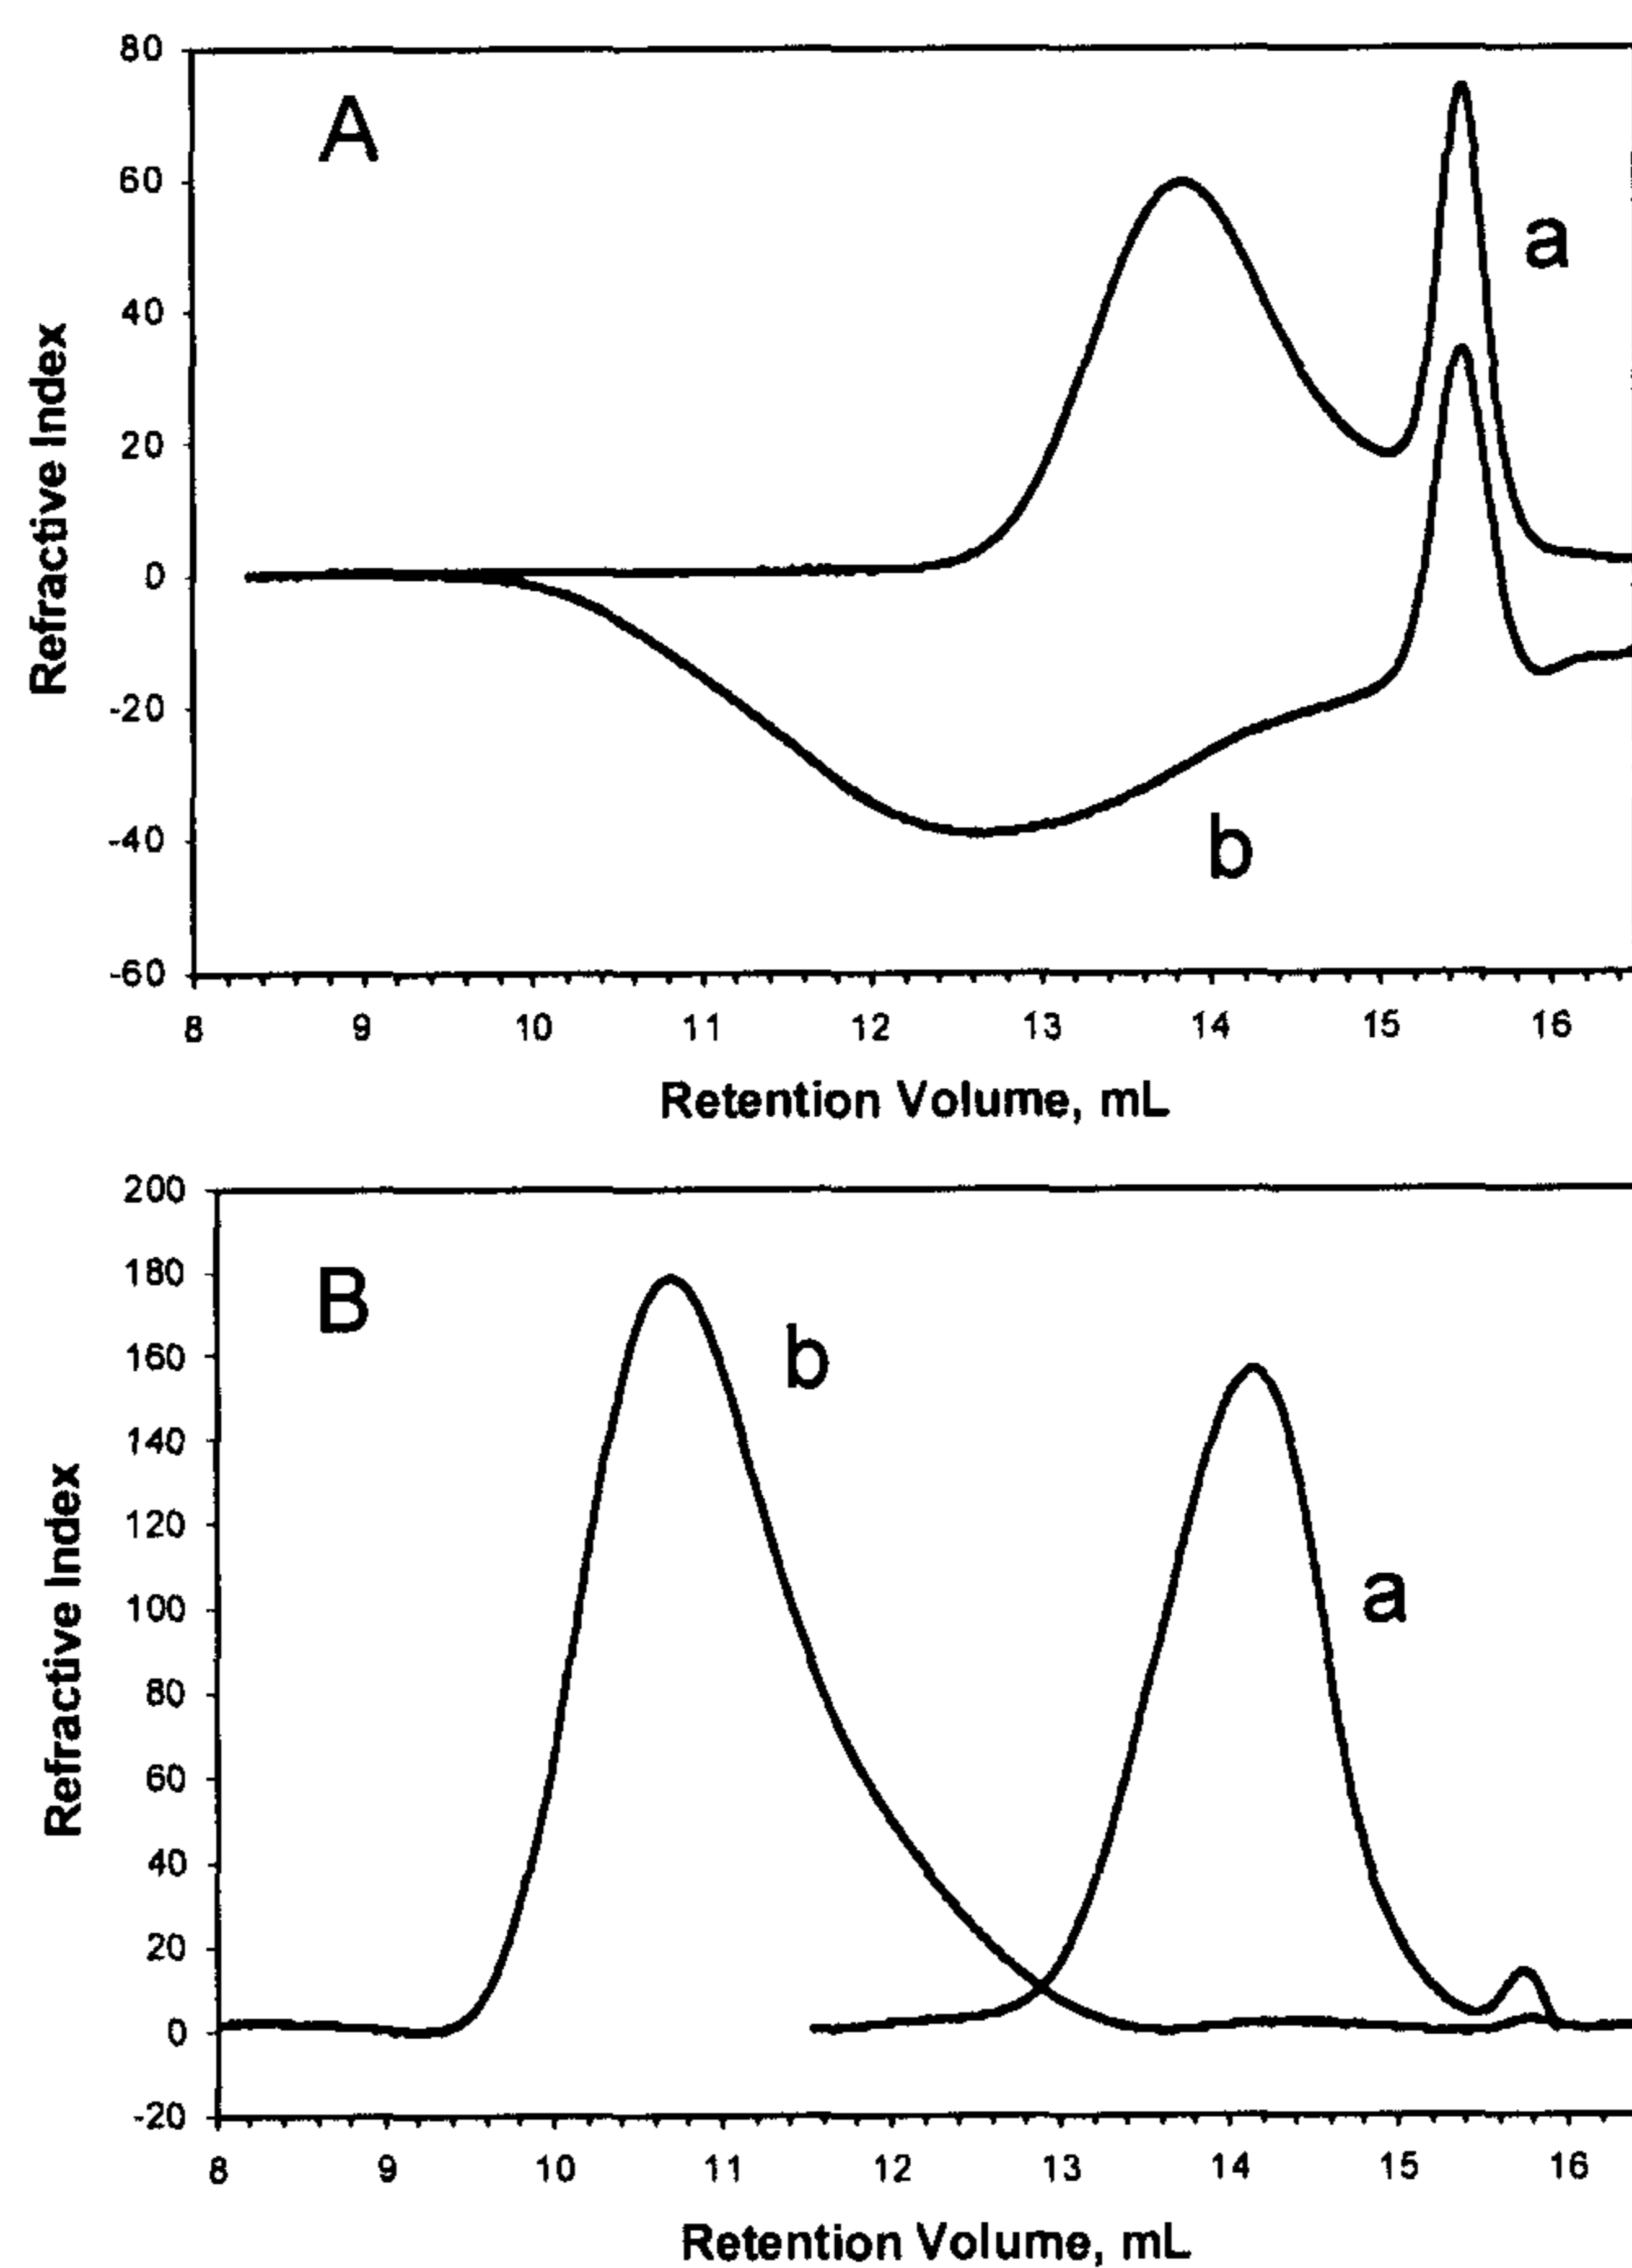 80
A
60
a
40
20
0
-20
-40
b
-60
Refractive Index
8 9 10 11 12 13 14 15 16
Retention Volume, mL
200
180
B
160
b
140
120
100
a
80
60
40
20
0
-20
Refractive Index
8 9 10 11 12 13 14 15 16
Retention Volume, mL